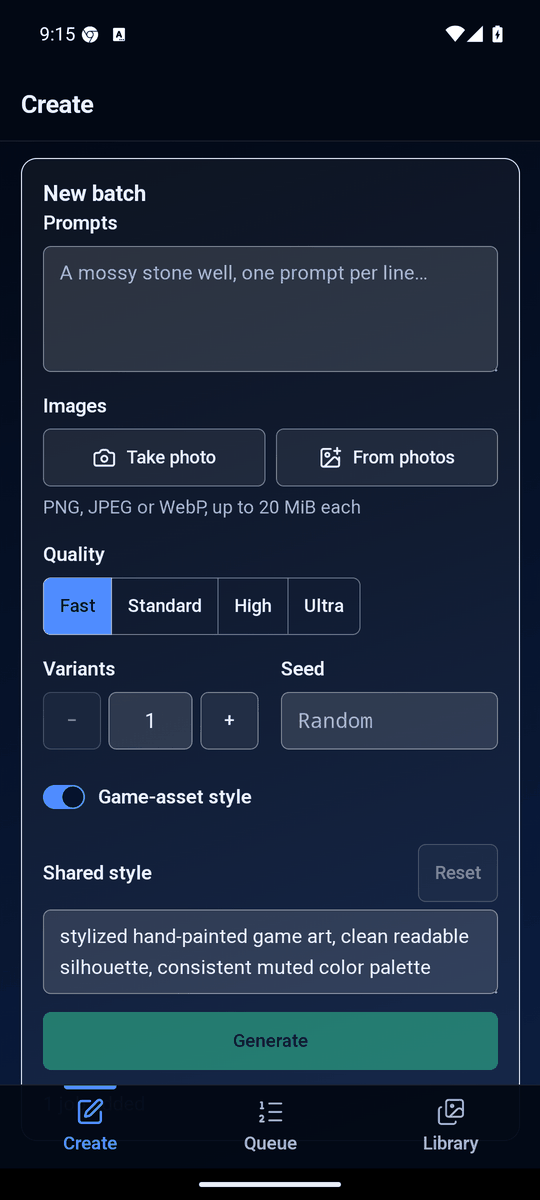 9:15
Create
New batch
Prompts
A mossy stone well, one prompt per line…
Images
Take photo
From photos
PNG, JPEG or WebP, up to 20 MiB each
Quality
Fast Standard High Ultra
Variants Seed
− 1 + Random
Game-asset style
Shared style Reset
stylized hand-painted game art, clean readable
silhouette, consistent muted color palette
Generate
Create Queue Library